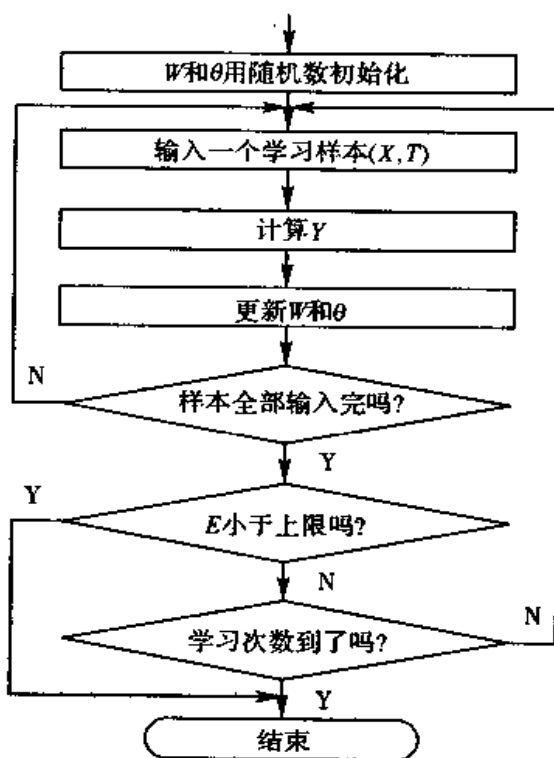 W和θ用随机数初始化
输入一个学习样本(X,T)
计算Y
更新W和θ
N
样本全部输入完吗?
Y
Y
E小于上限吗?
N
N
学习次数到了吗?
Y
结束